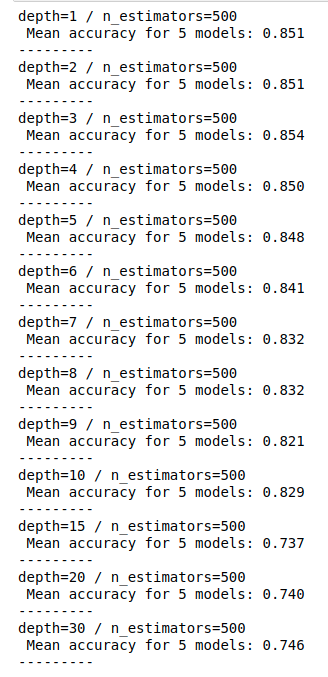 depth=1 / n_estimators=500
Mean accuracy for 5 models: 0.851
---------
depth=2 / n_estimators=500
Mean accuracy for 5 models: 0.851
---------
depth=3 / n_estimators=500
Mean accuracy for 5 models: 0.854
---------
depth=4 / n_estimators=500
Mean accuracy for 5 models: 0.850
---------
depth=5 / n_estimators=500
Mean accuracy for 5 models: 0.848
---------
depth=6 / n_estimators=500
Mean accuracy for 5 models: 0.841
---------
depth=7 / n_estimators=500
Mean accuracy for 5 models: 0.832
---------
depth=8 / n_estimators=500
Mean accuracy for 5 models: 0.832
---------
depth=9 / n_estimators=500
Mean accuracy for 5 models: 0.821
---------
depth=10 / n_estimators=500
Mean accuracy for 5 models: 0.829
---------
depth=15 / n_estimators=500
Mean accuracy for 5 models: 0.737
---------
depth=20 / n_estimators=500
Mean accuracy for 5 models: 0.740
---------
depth=30 / n_estimators=500
Mean accuracy for 5 models: 0.746
---------